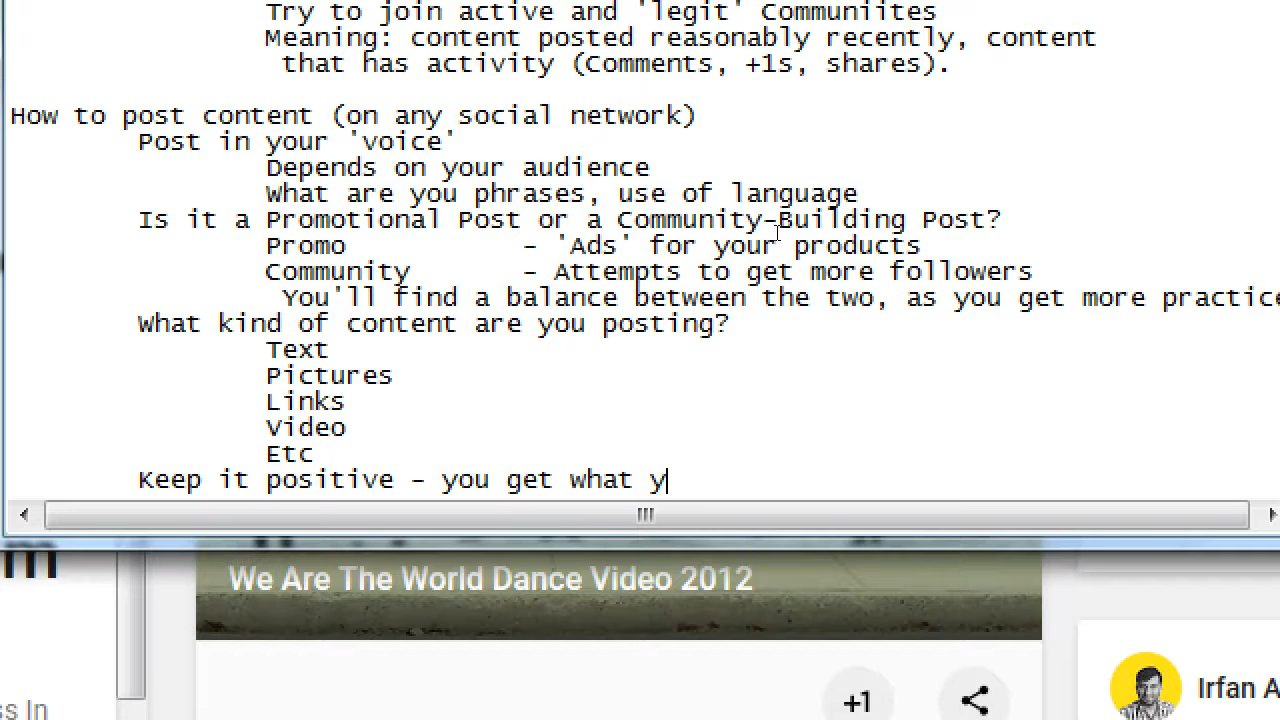 Try to join active and 'legit' Communiites
Meaning: content posted reasonably recently, content
that has activity (Comments, +1s, shares).
How to post content (on any social network)
Post in your 'voice'
Depends on your audience
What are you phrases, use of language
Is it a Promotional Post or a Community-Building Post?
Promo - 'Ads' for your products
Community - Attempts to get more followers
You'll find a balance between the two, as you get more practice
What kind of content are you posting?
Text
Pictures
Links
Video
Etc
Keep it positive - you get what y
We Are The World Dance Video 2012
+1
Irfan A
ss In